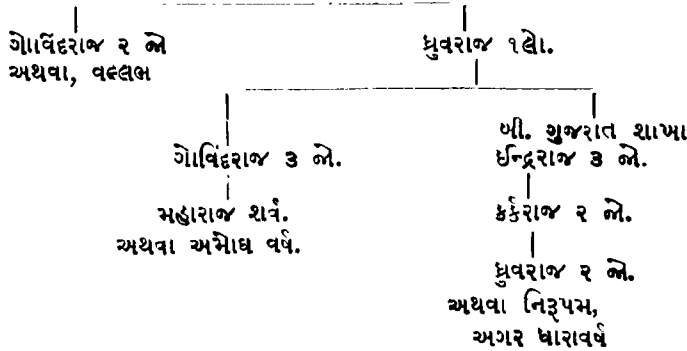 ગોવિંદરાજ ૨ જો
અથવા, વલ્લભ
ધ્રુવરાજ ૧લો.
ગોવિંદરાજ ૩ જો.
બી. ગુજરાત શાખા
ઈન્દ્રરાજ ૩ જો.
મહારાજ શર્વ.
અથવા અમોઘ વર્ષ.
કર્કરાજ ૨ જો.
ધ્રુવરાજ ૨ જો.
અથવા નિરૂપમ,
અગર ધારાવર્ષ